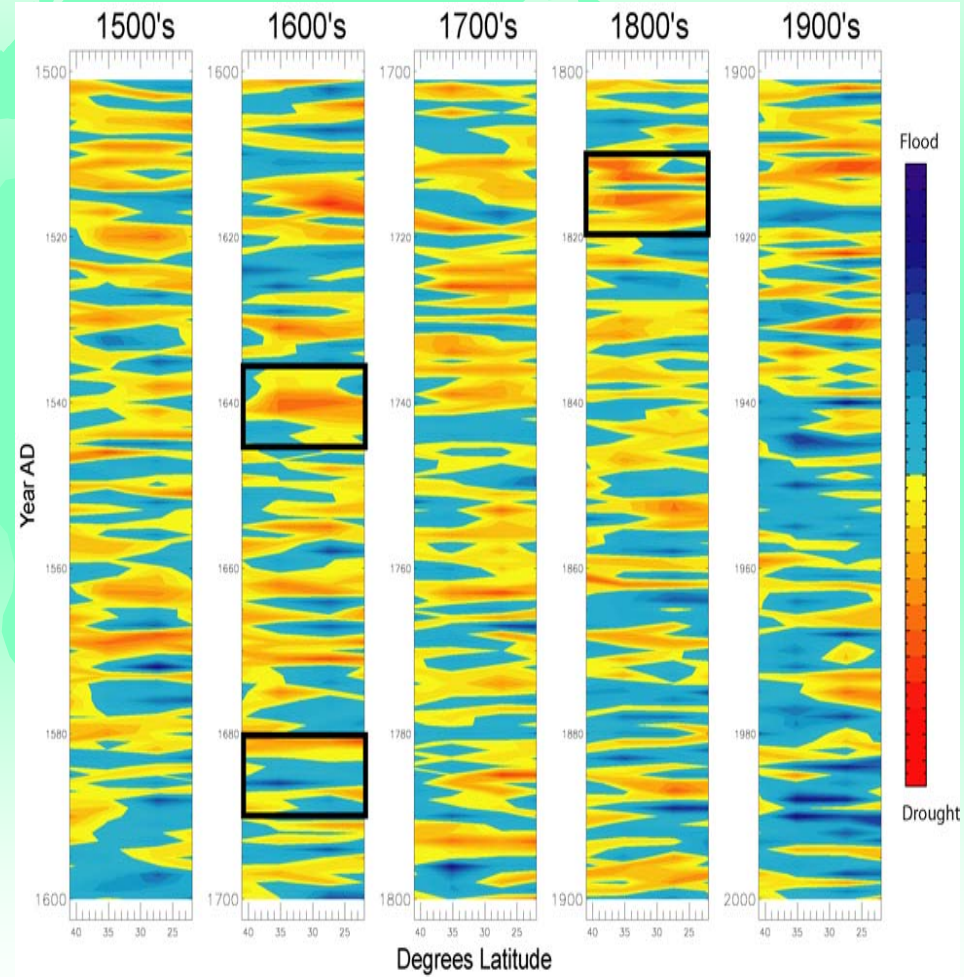 1500's 1600's 1700's 1800's 1900's
1500 1600 1700 1800 1900
Flood
1520 1620 1720 1820 1920
1540 1640 1740 1840 1940
Year AD
1560 1660 1760 1860 1960
1580 1680 1780 1880 1980
Drought
1600 1700 1800 1900 2000
40 35 30 25 40 35 30 25 40 35 30 25 40 35 30 25 40 35 30 25
Degrees Latitude